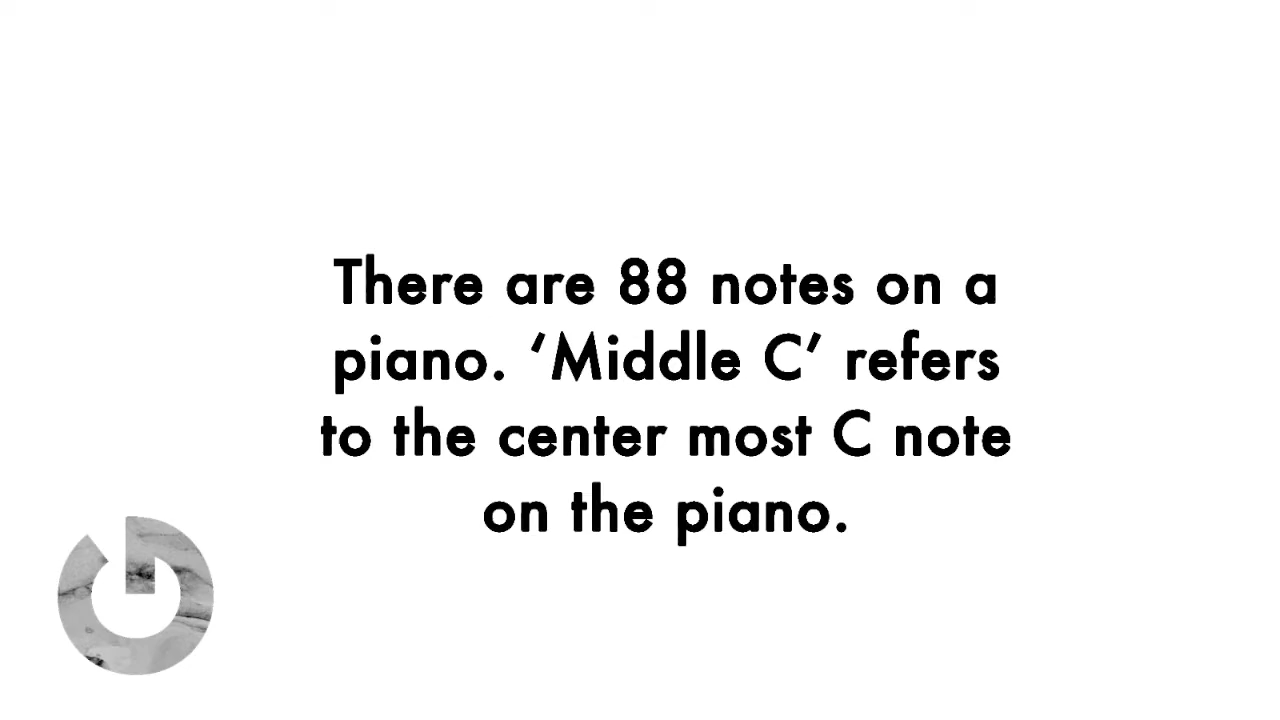 There are 88 notes on a
piano. ‘Middle C’ refers
to the center most C note
on the piano.